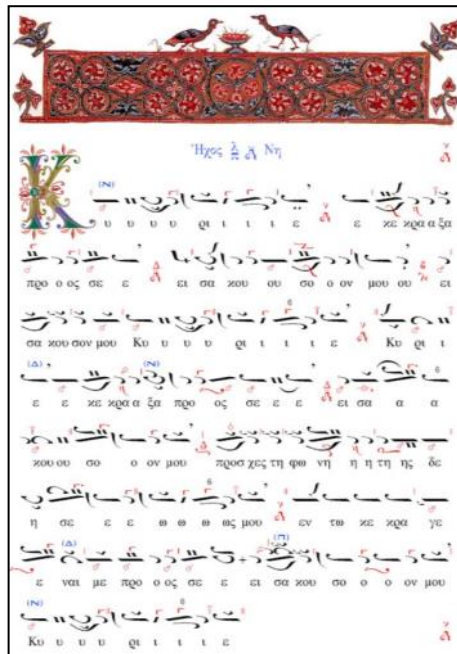 Ἦχος λ π Νη
Κ υ υ υ υ ρι ι ι ι ε ε κε κρα α ξα
προ ο ος σε ε ει σα κου ου σο ο ον μου ου ει
σα κου σον μου Κυ υ υ υ ρι ι ι ι ε Κυ ρι ι
ε ε κε κρα α ξα προ ος σε ε ε ει σα α α
κου ου σο ο ον μου προσ χες τη φω νη η η τη ης δε
η σε ε ε ω ω ω ως μου εν τω κε κρα γε
ε ναι με προ ο ος σε ε ει σα κου σο ο ο ον μου
Κυ υ υ υ ρι ι ι ι ε